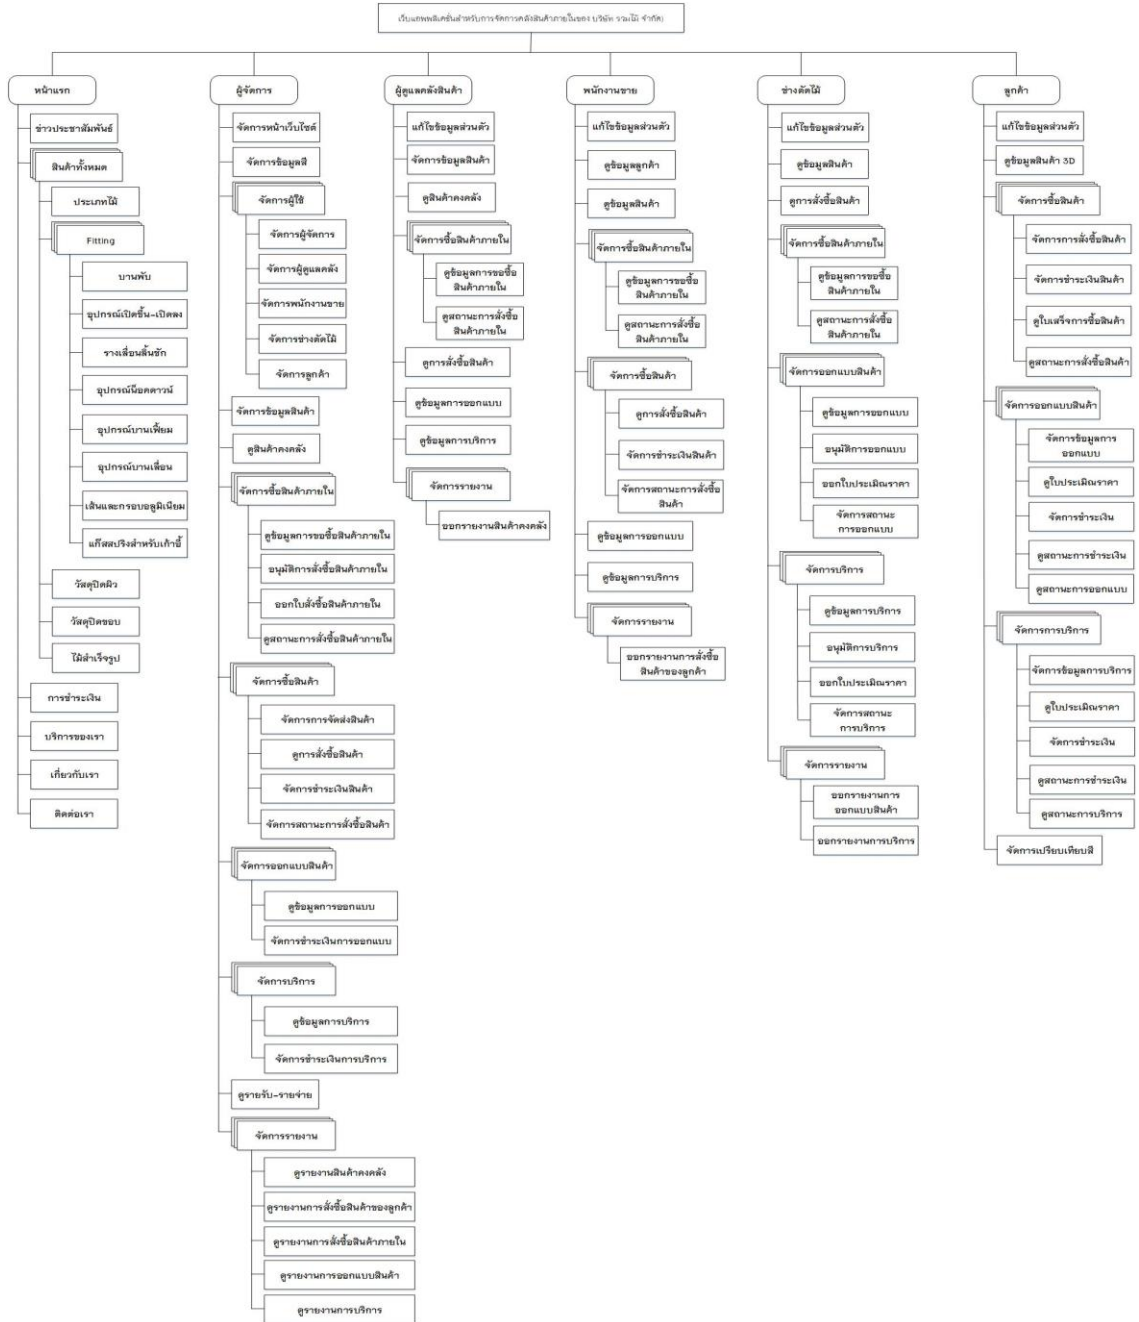 เว็บแอพพลิเคชั่นสำหรับการจัดการคลังสินค้าภายในของ บริษัท รวมไม้ จำกัด)
หน้าแรก
ข่าวประชาสัมพันธ์
สินค้าทั้งหมด
ประเภทไม้
Fitting
บานพับ
อุปกรณ์เปิดขึ้น-เปิดลง
รางเลื่อนลิ้นชัก
อุปกรณ์น็อคดาวน์
อุปกรณ์บานเฟี้ยม
อุปกรณ์บานเลื่อน
เส้นและกรอบอลูมิเนียม
แก๊สสปริงสำหรับเก้าอี้
วัสดุปิดผิว
วัสดุปิดขอบ
ไม้สำเร็จรูป
การชำระเงิน
บริการของเรา
เกี่ยวกับเรา
ติดต่อเรา
ผู้จัดการ
จัดการหน้าเว็บไซต์
จัดการข้อมูลสี
จัดการผู้ใช้
จัดการผู้จัดการ
จัดการผู้ดูแลคลัง
จัดการพนักงานขาย
จัดการช่างตัดไม้
จัดการลูกค้า
จัดการข้อมูลสินค้า
ดูสินค้าคงคลัง
จัดการซื้อสินค้าภายใน
ดูข้อมูลการขอซื้อสินค้าภายใน
อนุมัติการสั่งซื้อสินค้าภายใน
ออกใบสั่งซื้อสินค้าภายใน
ดูสถานะการสั่งซื้อสินค้าภายใน
จัดการซื้อสินค้า
จัดการการจัดส่งสินค้า
ดูการสั่งซื้อสินค้า
จัดการชำระเงินสินค้า
จัดการสถานะการสั่งซื้อสินค้า
จัดการออกแบบสินค้า
ดูข้อมูลการออกแบบ
จัดการชำระเงินการออกแบบ
จัดการบริการ
ดูข้อมูลการบริการ
จัดการชำระเงินการบริการ
ดูรายรับ-รายจ่าย
จัดการรายงาน
ดูรายงานสินค้าคงคลัง
ดูรายงานการสั่งซื้อสินค้าของลูกค้า
ดูรายงานการสั่งซื้อสินค้าภายใน
ดูรายงานการออกแบบสินค้า
ดูรายงานการบริการ
ผู้ดูแลคลังสินค้า
แก้ไขข้อมูลส่วนตัว
จัดการข้อมูลสินค้า
ดูสินค้าคงคลัง
จัดการซื้อสินค้าภายใน
ดูข้อมูลการขอซื้อ
สินค้าภายใน
ดูสถานะการสั่งซื้อ
สินค้าภายใน
ดูการสั่งซื้อสินค้า
ดูข้อมูลการออกแบบ
ดูข้อมูลการบริการ
จัดการรายงาน
ออกรายงานสินค้าคงคลัง
พนักงานขาย
แก้ไขข้อมูลส่วนตัว
ดูข้อมูลลูกค้า
ดูข้อมูลสินค้า
จัดการซื้อสินค้าภายใน
ดูข้อมูลการขอซื้อ
สินค้าภายใน
ดูสถานะการสั่งซื้อ
สินค้าภายใน
จัดการซื้อสินค้า
ดูการสั่งซื้อสินค้า
จัดการชำระเงินสินค้า
จัดการสถานะการสั่งซื้อ
สินค้า
ดูข้อมูลการออกแบบ
ดูข้อมูลการบริการ
จัดการรายงาน
ออกรายงานการสั่งซื้อ
สินค้าของลูกค้า
ช่างตัดไม้
แก้ไขข้อมูลส่วนตัว
ดูข้อมูลสินค้า
ดูการสั่งซื้อสินค้า
จัดการซื้อสินค้าภายใน
ดูข้อมูลการขอซื้อ
สินค้าภายใน
ดูสถานะการสั่งซื้อ
สินค้าภายใน
จัดการออกแบบสินค้า
ดูข้อมูลการออกแบบ
อนุมัติการออกแบบ
ออกใบประเมิณราคา
จัดการสถานะ
การออกแบบ
จัดการบริการ
ดูข้อมูลการบริการ
อนุมัติการบริการ
ออกใบประเมิณราคา
จัดการสถานะ
การบริการ
จัดการรายงาน
ออกรายงานการ
ออกแบบสินค้า
ออกรายงานการบริการ
ลูกค้า
แก้ไขข้อมูลส่วนตัว
ดูข้อมูลสินค้า 3D
จัดการซื้อสินค้า
จัดการการสั่งซื้อสินค้า
จัดการชำระเงินสินค้า
ดูใบเสร็จการซื้อสินค้า
ดูสถานะการสั่งซื้อสินค้า
จัดการออกแบบสินค้า
จัดการข้อมูลการ
ออกแบบ
ดูใบประเมิณราคา
จัดการชำระเงิน
ดูสถานะการชำระเงิน
ดูสถานะการออกแบบ
จัดการการบริการ
จัดการข้อมูลการบริการ
ดูใบประเมิณราคา
จัดการชำระเงิน
ดูสถานะการชำระเงิน
ดูสถานะการบริการ
จัดการเปรียบเทียบสี